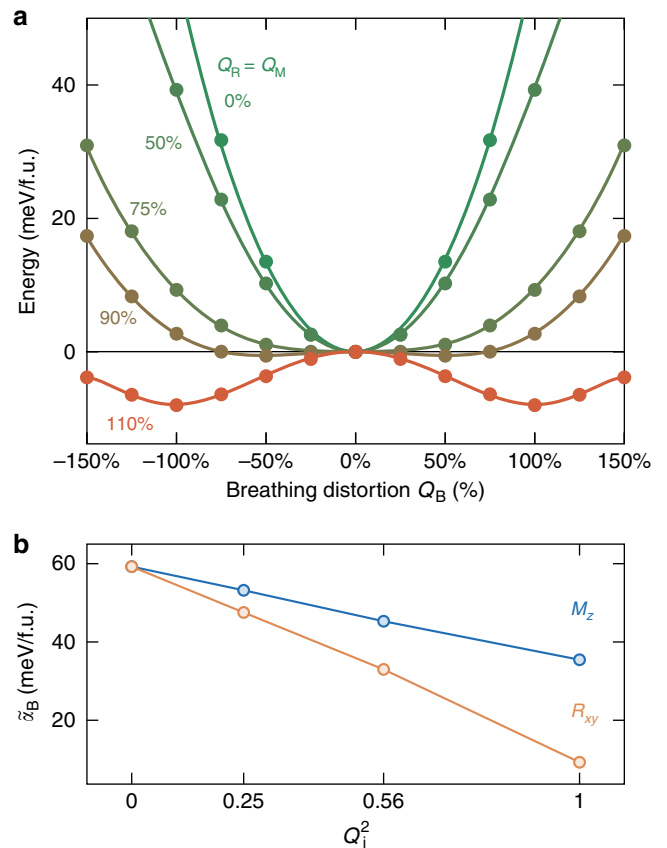 a
Energy (meV/f.u.)
40
20
0
Q_R = Q_M
0%
50%
75%
90%
110%
−150% −100% −50% 0% 50% 100% 150%
Breathing distortion Q_B (%)
b
α̃_B (meV/f.u.)
60
40
20
M_z
R_xy
0 0.25 0.56 1
Q_i^2